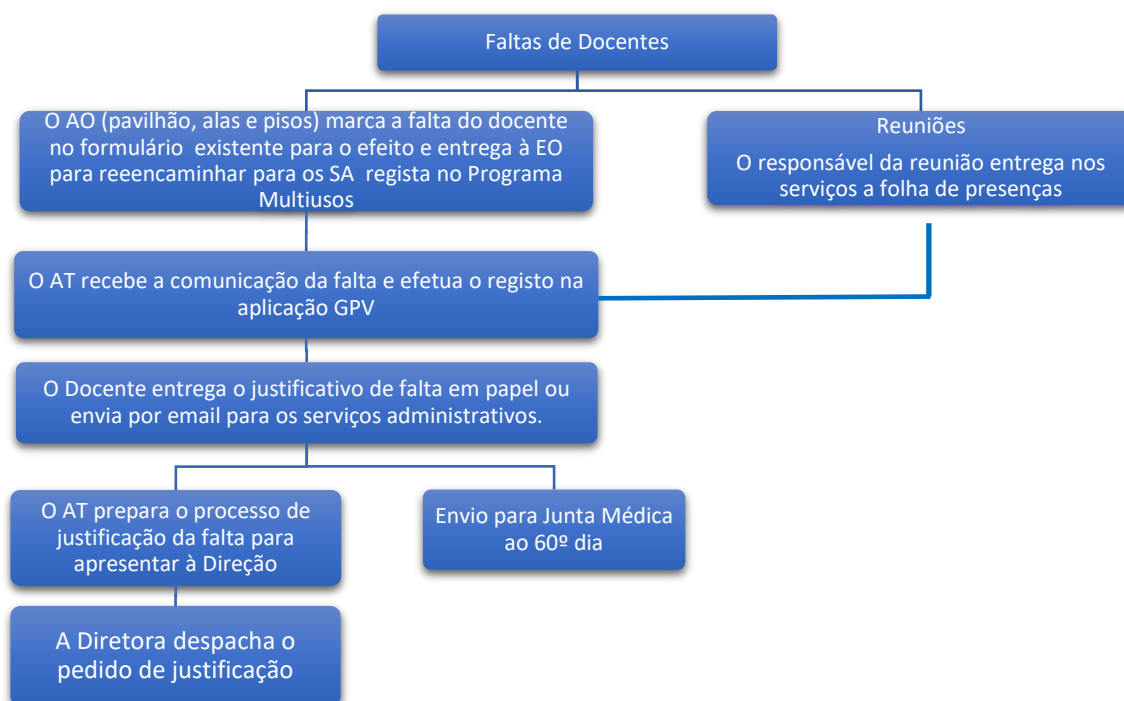 Faltas de Docentes
O AO (pavilhão, alas e pisos) marca a falta do docente
no formulário existente para o efeito e entrega à EO
para reeencaminhar para os SA regista no Programa
Multiusos
Reuniões
O responsável da reunião entrega nos
serviços a folha de presenças
O AT recebe a comunicação da falta e efetua o registo na
aplicação GPV
O Docente entrega o justificativo de falta em papel ou
envia por email para os serviços administrativos.
O AT prepara o processo de
justificação da falta para
apresentar à Direção
Envio para Junta Médica
ao 60º dia
A Diretora despacha o
pedido de justificação